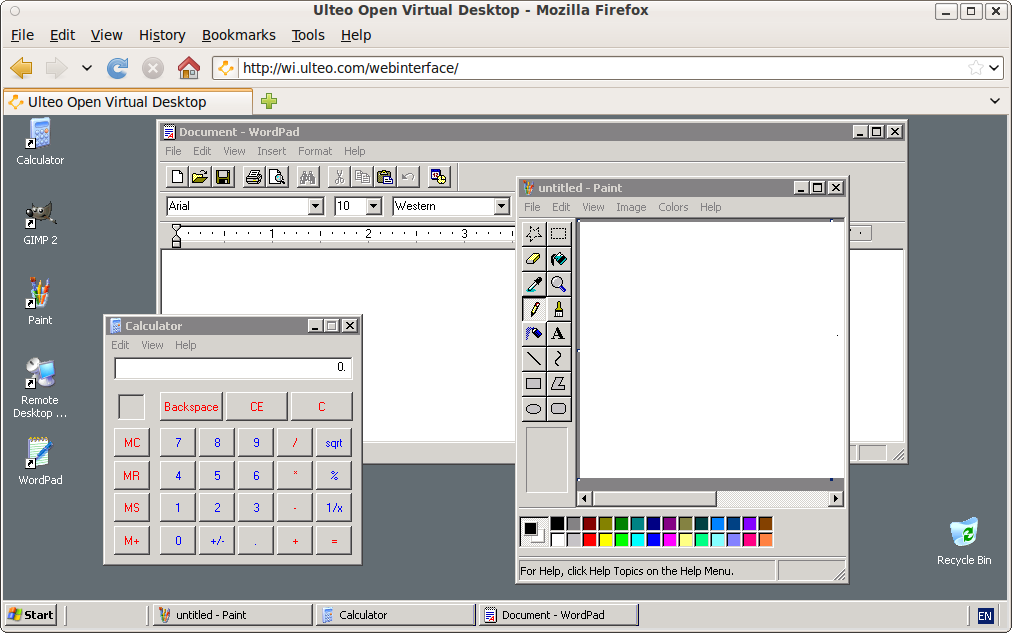 Ulteo Open Virtual Desktop - Mozilla Firefox
File Edit View History Bookmarks Tools Help
http://wi.ulteo.com/webinterface/
Ulteo Open Virtual Desktop
Calculator
GIMP 2
Paint
Remote
Desktop ...
WordPad
Document - WordPad
File Edit View Insert Format Help
Arial 10 Western
1 2 3
untitled - Paint
File Edit View Image Colors Help
A
For Help, click Help Topics on the Help Menu.
Calculator
Edit View Help
0.
Backspace CE C
MC 7 8 9 / sqrt
MR 4 5 6 * %
MS 1 2 3 - 1/x
M+ 0 +/- . + =
Recycle Bin
Start untitled - Paint Calculator Document - WordPad EN